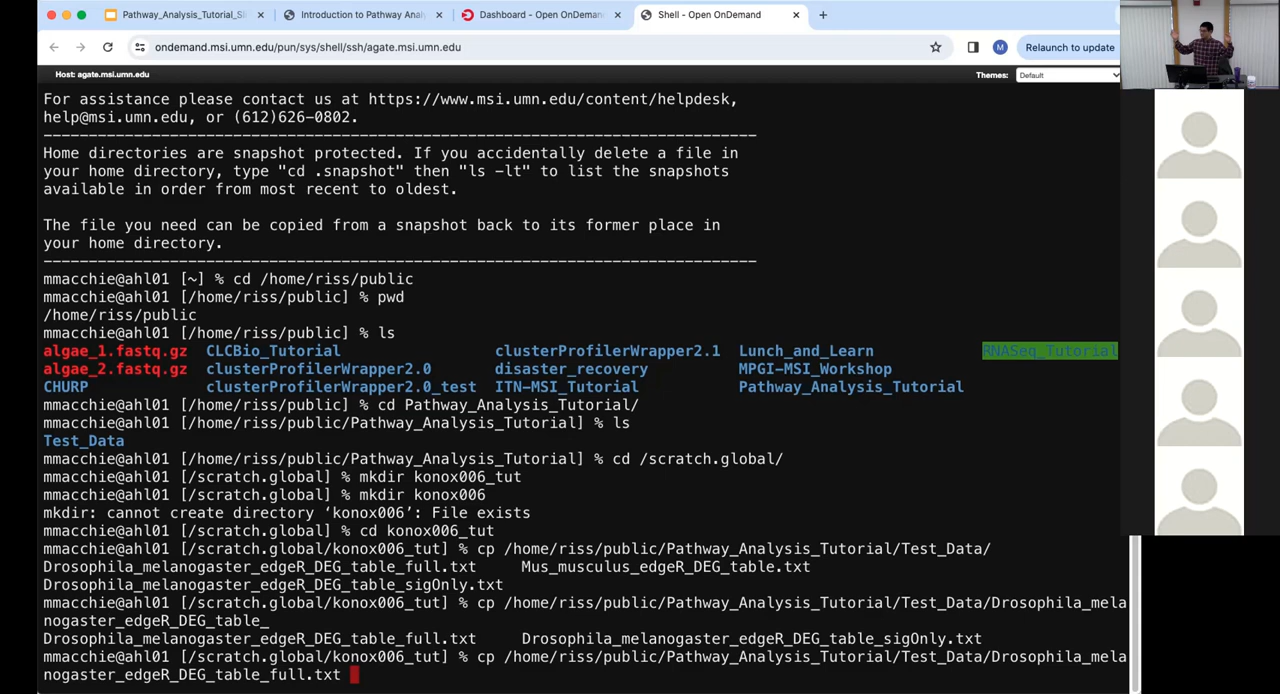 Pathway_Analysis_Tutorial_Sli
Introduction to Pathway Anal
Dashboard - Open OnDemand
Shell - Open OnDemand
ondemand.msi.umn.edu/pun/sys/shell/ssh/agate.msi.umn.edu
M
Relaunch to update
Host: agate.msi.umn.edu
Themes:
Default
For assistance please contact us at https://www.msi.umn.edu/content/helpdesk,
help@msi.umn.edu, or (612)626-0802.
--------------------------------------------------------------------------------
Home directories are snapshot protected. If you accidentally delete a file in
your home directory, type "cd .snapshot" then "ls -lt" to list the snapshots
available in order from most recent to oldest.
The file you need can be copied from a snapshot back to its former place in
your home directory.
--------------------------------------------------------------------------------
mmacchie@ahl01 [~] % cd /home/riss/public
mmacchie@ahl01 [/home/riss/public] % pwd
/home/riss/public
mmacchie@ahl01 [/home/riss/public] % ls
algae_1.fastq.gz CLCBio_Tutorial clusterProfilerWrapper2.1 Lunch_and_Learn RNASeq_Tutorial
algae_2.fastq.gz clusterProfilerWrapper2.0 disaster_recovery MPGI-MSI_Workshop
CHURP clusterProfilerWrapper2.0_test ITN-MSI_Tutorial Pathway_Analysis_Tutorial
mmacchie@ahl01 [/home/riss/public] % cd Pathway_Analysis_Tutorial/
mmacchie@ahl01 [/home/riss/public/Pathway_Analysis_Tutorial] % ls
Test_Data
mmacchie@ahl01 [/home/riss/public/Pathway_Analysis_Tutorial] % cd /scratch.global/
mmacchie@ahl01 [/scratch.global] % mkdir konox006_tut
mmacchie@ahl01 [/scratch.global] % mkdir konox006
mkdir: cannot create directory ‘konox006’: File exists
mmacchie@ahl01 [/scratch.global] % cd konox006_tut
mmacchie@ahl01 [/scratch.global/konox006_tut] % cp /home/riss/public/Pathway_Analysis_Tutorial/Test_Data/
Drosophila_melanogaster_edgeR_DEG_table_full.txt Mus_musculus_edgeR_DEG_table.txt
Drosophila_melanogaster_edgeR_DEG_table_sigOnly.txt
mmacchie@ahl01 [/scratch.global/konox006_tut] % cp /home/riss/public/Pathway_Analysis_Tutorial/Test_Data/Drosophila_mela
nogaster_edgeR_DEG_table_
Drosophila_melanogaster_edgeR_DEG_table_full.txt Drosophila_melanogaster_edgeR_DEG_table_sigOnly.txt
mmacchie@ahl01 [/scratch.global/konox006_tut] % cp /home/riss/public/Pathway_Analysis_Tutorial/Test_Data/Drosophila_mela
nogaster_edgeR_DEG_table_full.txt